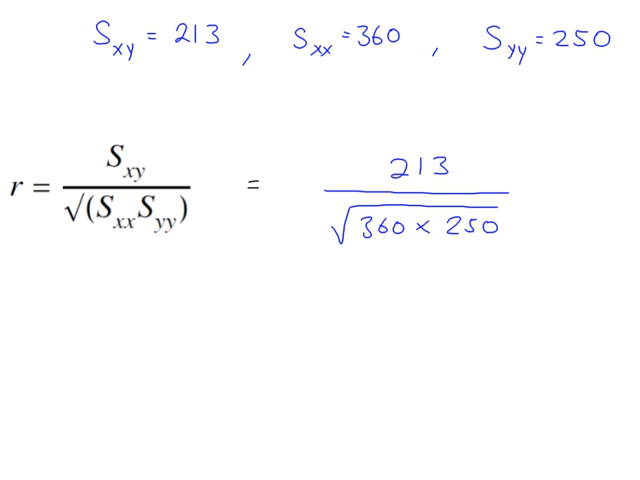 Sxy = 213 , Sxx = 360 , Syy = 250
r = Sxy / √(SxxSyy) = 213 / √360 × 250